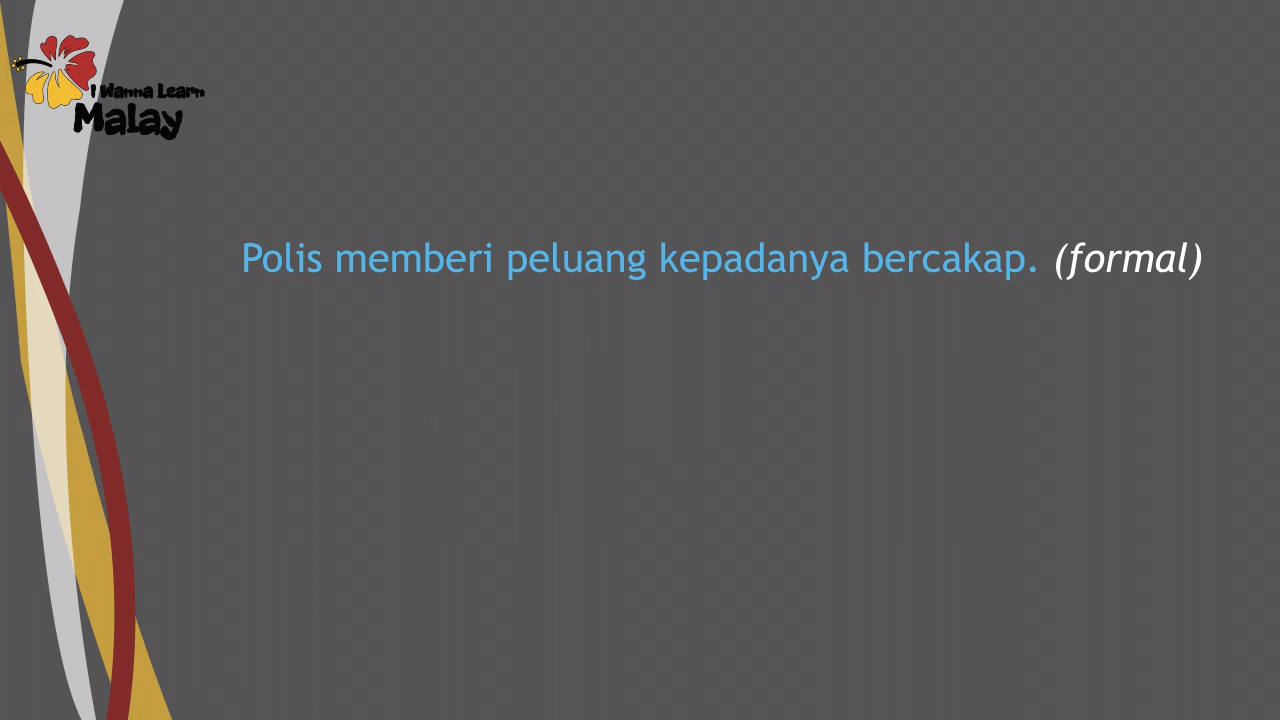 I Wanna Learn
Malay
Polis memberi peluang kepadanya bercakap. (formal)